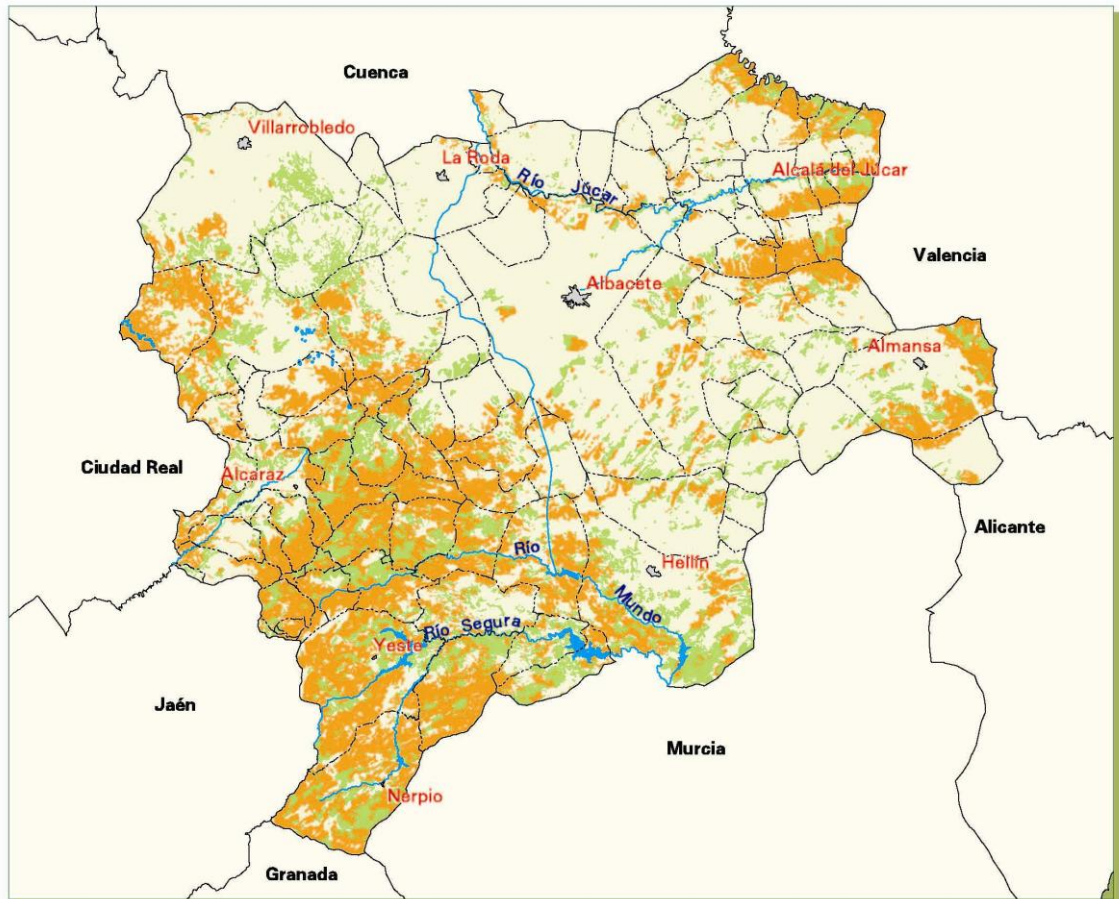 Cuenca
Villarrobledo
La Roda
Río Júcar
Alcalá del Júcar
Valencia
Albacete
Almansa
Ciudad Real
Alcaraz
Alicante
Río Mundo
Hellín
Río Segura
Yeste
Jaén
Murcia
Nerpio
Granada